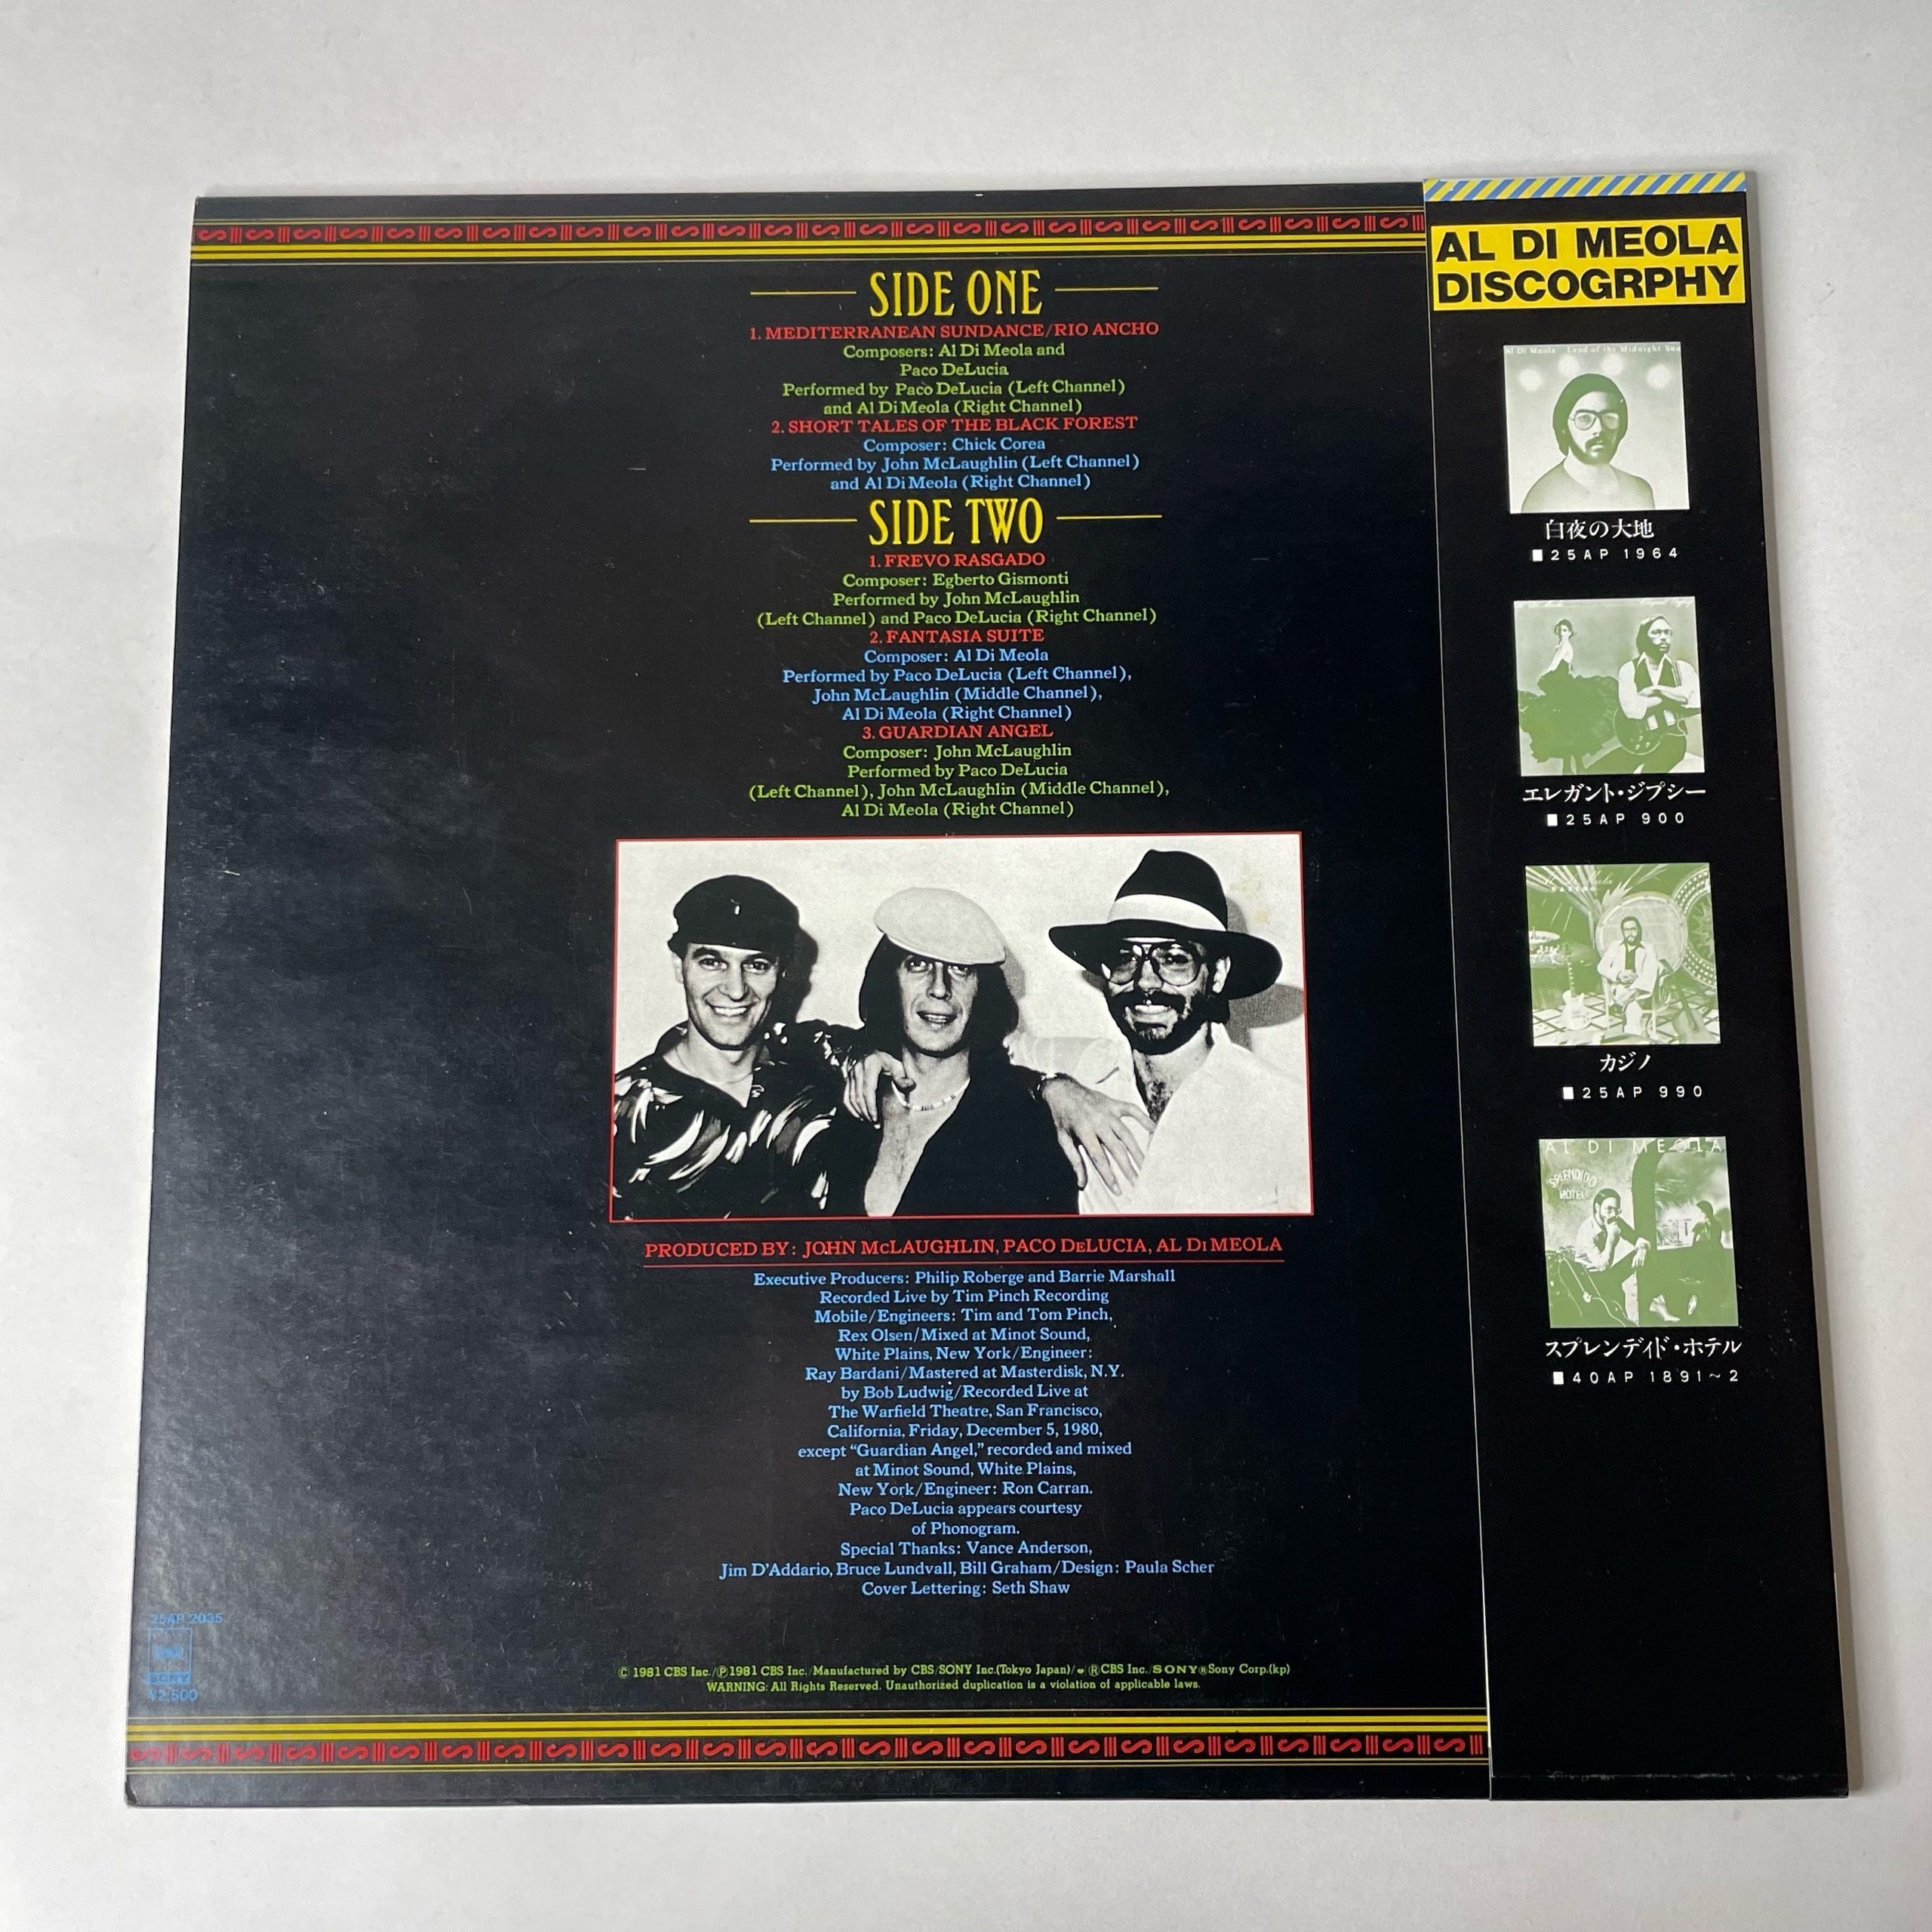 SIDE ONE
1. MEDITERRANEAN SUNDANCE/RIO ANCHO
Composers: Al Di Meola and
Paco DeLucia
Performed by Paco DeLucia (Left Channel)
and Al Di Meola (Right Channel)
2. SHORT TALES OF THE BLACK FOREST
Composer: Chick Corea
Performed by John McLaughlin (Left Channel)
and Al Di Meola (Right Channel)
SIDE TWO
1. FREVO RASGADO
Composer: Egberto Gismonti
Performed by John McLaughlin
(Left Channel) and Paco DeLucia (Right Channel)
2. FANTASIA SUITE
Composer: Al Di Meola
Performed by Paco DeLucia (Left Channel),
John McLaughlin (Middle Channel),
Al Di Meola (Right Channel)
3. GUARDIAN ANGEL
Composer: John McLaughlin
Performed by Paco DeLucia
(Left Channel), John McLaughlin (Middle Channel),
Al Di Meola (Right Channel)
PRODUCED BY: JOHN McLAUGHLIN, PACO DeLUCIA, AL Di MEOLA
Executive Producers: Philip Roberge and Barrie Marshall
Recorded Live by Tim Pinch Recording
Mobile/Engineers: Tim and Tom Pinch,
Rex Olsen/Mixed at Minot Sound,
White Plains, New York/Engineer:
Ray Bardani/Mastered at Masterdisk, N.Y.
by Bob Ludwig/Recorded Live at
The Warfield Theatre, San Francisco,
California, Friday, December 5, 1980,
except “Guardian Angel,” recorded and mixed
at Minot Sound, White Plains,
New York/Engineer: Ron Carran.
Paco DeLucia appears courtesy
of Phonogram.
Special Thanks: Vance Anderson,
Jim D'Addario, Bruce Lundvall, Bill Graham/Design: Paula Scher
Cover Lettering: Seth Shaw
25AP 2035
SONY
¥2,500
© 1981 CBS Inc./℗ 1981 CBS Inc./Manufactured by CBS/SONY Inc.(Tokyo Japan)/ ® CBS Inc./SONY ® Sony Corp.(kp)
WARNING: All Rights Reserved. Unauthorized duplication is a violation of applicable laws.
AL DI MEOLA
DISCOGRPHY
Al Di Meola Land of the Midnight Sun
白夜の大地
■25AP 1964
エレガント・ジプシー
■25AP 900
カジノ
■25AP 990
AL DI MEOLA
SPLENDIDO
HOTEL
スプレンディド・ホテル
■40AP 1891~2